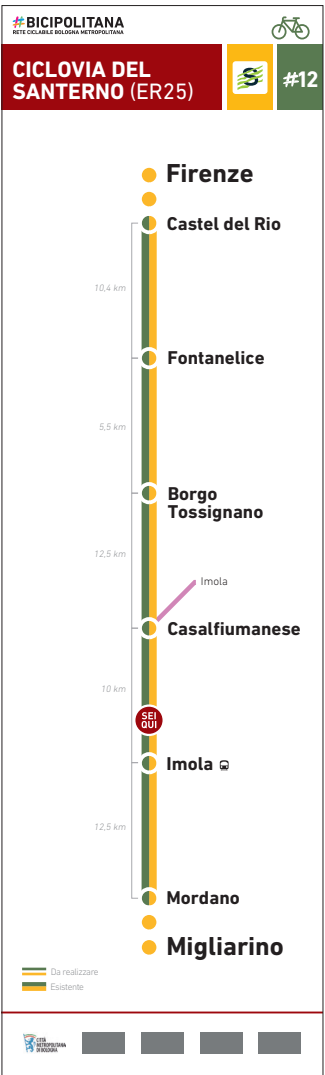 #BICIPOLITANA
RETE CICLABILE BOLOGNA METROPOLITANA
CICLOVIA DEL
SANTERNO (ER25)
#12
Firenze
Castel del Rio
10,4 km
Fontanelice
5,5 km
Borgo
Tossignano
12,5 km
Imola
Casalfiumanese
10 km
SEI
QUI
Imola
12,5 km
Mordano
Migliarino
Da realizzare
Esistente
CITTÀ
METROPOLITANA
DI BOLOGNA